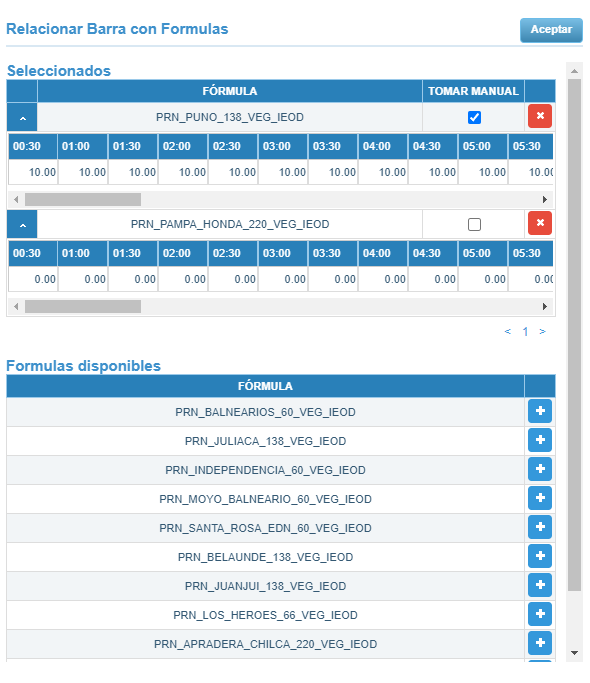 Relacionar Barra con Formulas
Aceptar
Seleccionados
FÓRMULA TOMAR MANUAL
PRN_PUNO_138_VEG_IEOD
00:30 01:00 01:30 02:00 02:30 03:00 03:30 04:00 04:30 05:00 05:30
10.00 10.00 10.00 10.00 10.00 10.00 10.00 10.00 10.00 10.00 10.00
PRN_PAMPA_HONDA_220_VEG_IEOD
00:30 01:00 01:30 02:00 02:30 03:00 03:30 04:00 04:30 05:00 05:30
0.00 0.00 0.00 0.00 0.00 0.00 0.00 0.00 0.00 0.00 0.00
< 1 >
Formulas disponibles
FÓRMULA
PRN_BALNEARIOS_60_VEG_IEOD
PRN_JULIACA_138_VEG_IEOD
PRN_INDEPENDENCIA_60_VEG_IEOD
PRN_MOYO_BALNEARIO_60_VEG_IEOD
PRN_SANTA_ROSA_EDN_60_VEG_IEOD
PRN_BELAUNDE_138_VEG_IEOD
PRN_JUANJUI_138_VEG_IEOD
PRN_LOS_HEROES_66_VEG_IEOD
PRN_APRADERA_CHILCA_220_VEG_IEOD